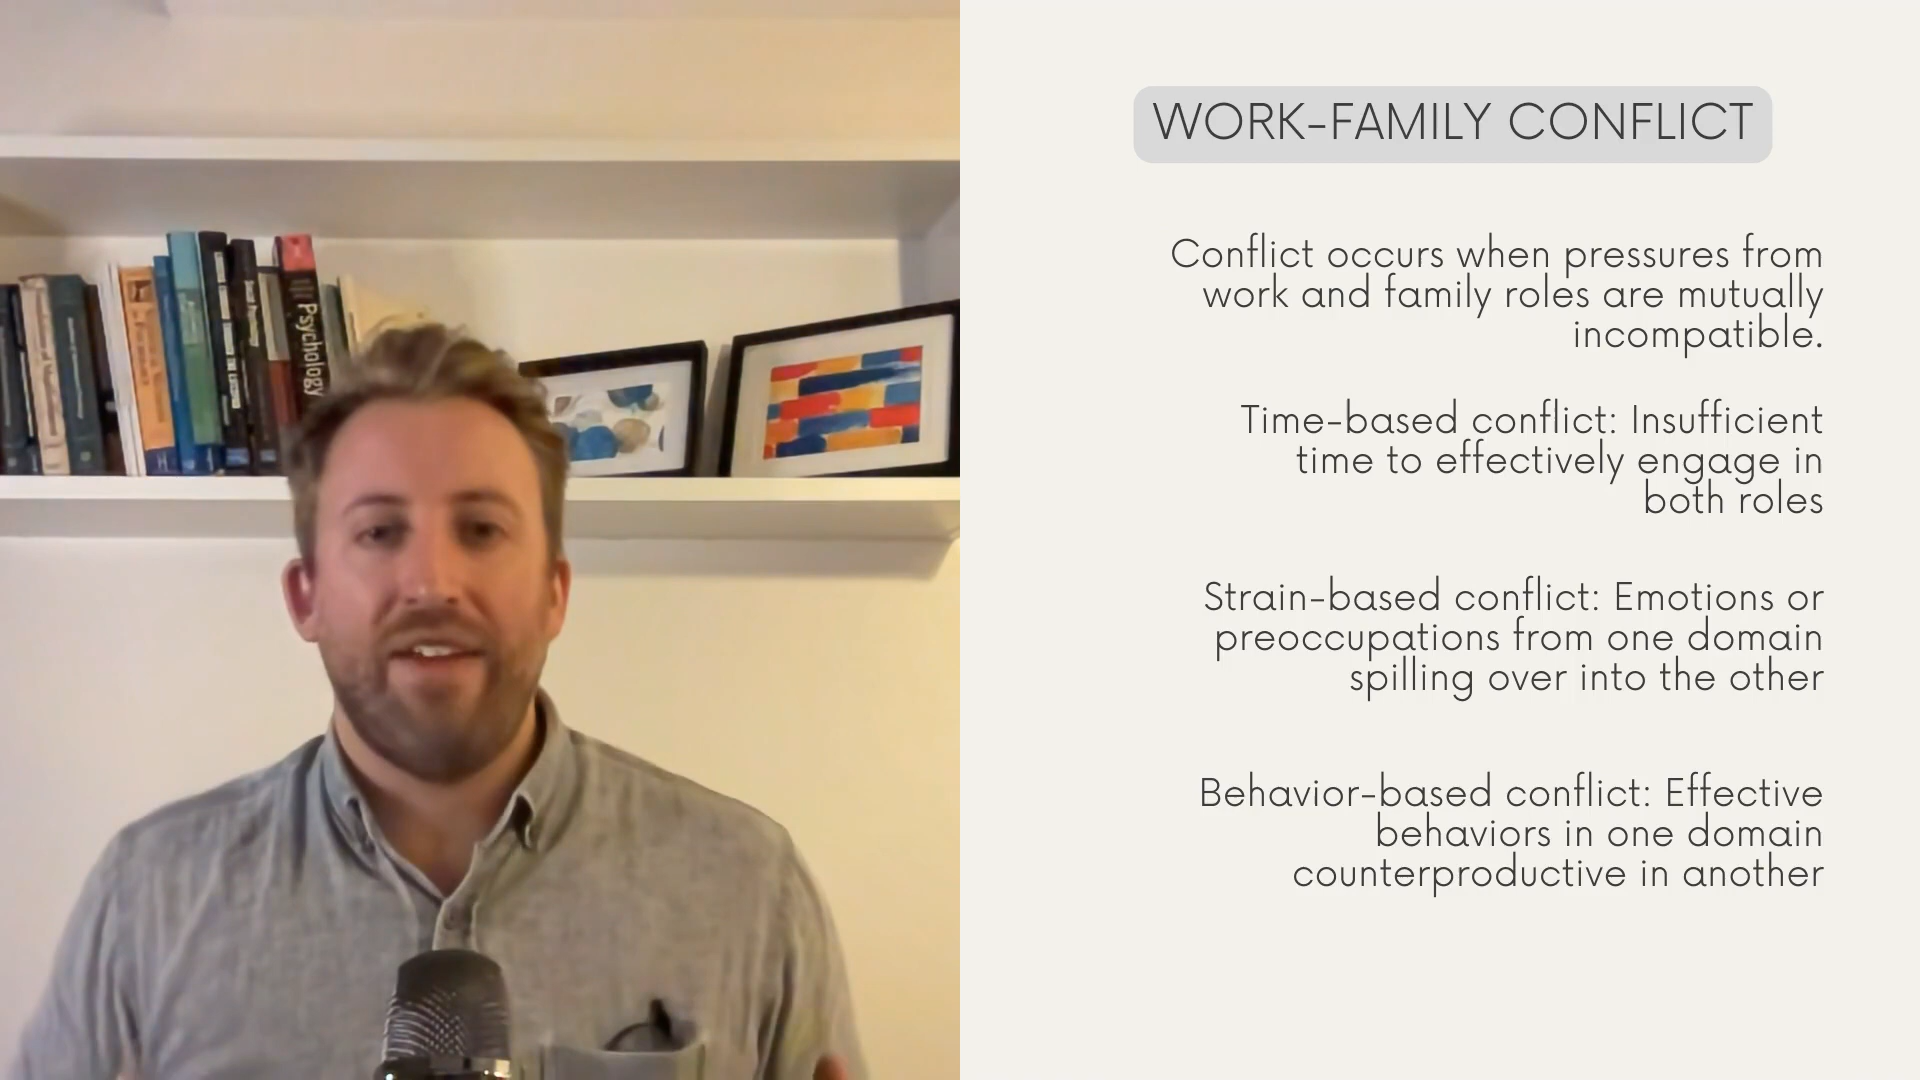 WORK-FAMILY CONFLICT
Conflict occurs when pressures from
work and family roles are mutually
incompatible.
Time-based conflict: Insufficient
time to effectively engage in
both roles
Strain-based conflict: Emotions or
preoccupations from one domain
spilling over into the other
Behavior-based conflict: Effective
behaviors in one domain
counterproductive in another
Psychology